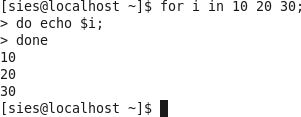 [sies@localhost ~]$ for i in 10 20 30;
> do echo $i;
> done
10
20
30
[sies@localhost ~]$